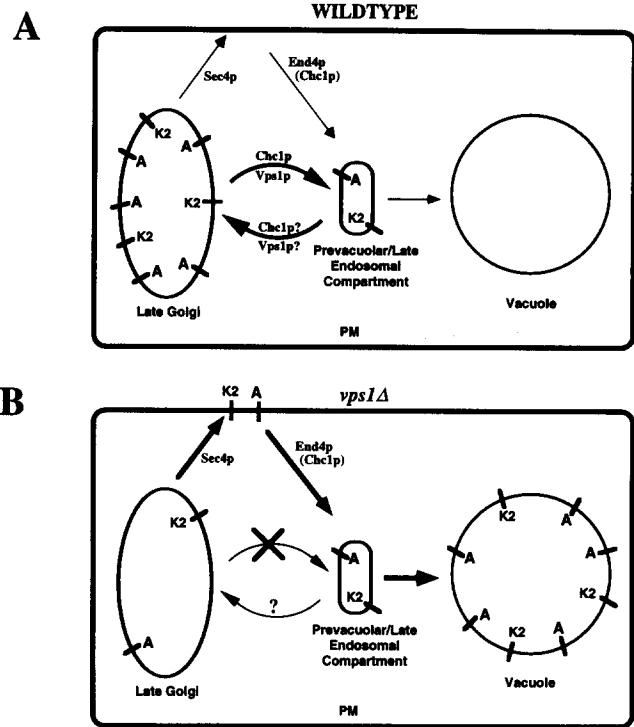 A
WILDTYPE
End4p
(Chc1p)
Sec4p
K2
A
A
A
K2
K2
A
A
Chc1p
Vps1p
Chc1p?
Vps1p?
A
K2
Prevacuolar/Late
Endosomal
Compartment
Late Golgi
Vacuole
PM
B
vps1Δ
K2 A
Sec4p
End4p
(Chc1p)
K2
A
?
A
K2
Prevacuolar/Late
Endosomal
Compartment
K2
A
A
A
K2
A
K2
A
Late Golgi
Vacuole
PM